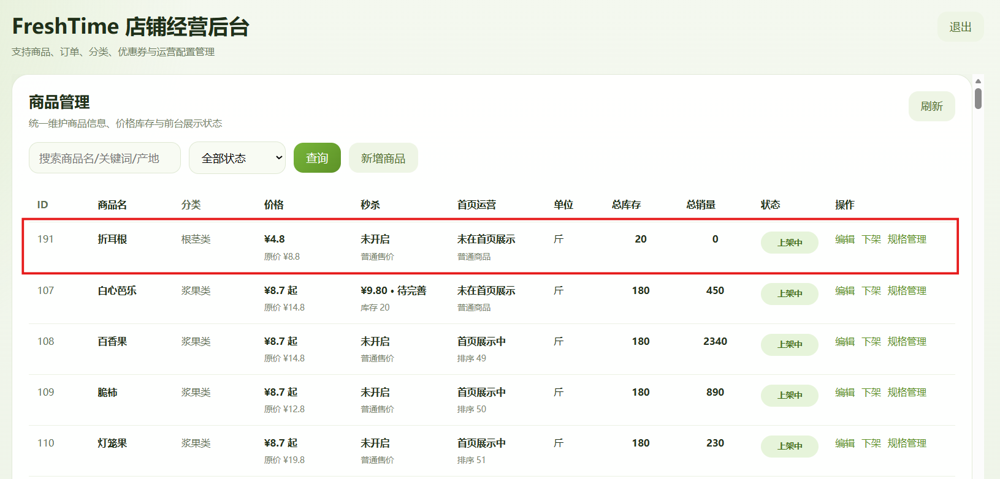 FreshTime 店铺经营后台
退出
支持商品、订单、分类、优惠券与运营配置管理
商品管理
刷新
统一维护商品信息、价格库存与前台展示状态
搜索商品名/关键词/产地 全部状态 查询 新增商品
ID 商品名 分类 价格 秒杀 首页运营 单位 总库存 总销量 状态 操作
191 折耳根 根茎类 ¥4.8 未开启 未在首页展示 斤 20 0 上架中 编辑 下架 规格管理
原价 ¥8.8 普通售价 普通商品
107 白心芭乐 浆果类 ¥8.7 起 ¥9.80 • 待完善 未在首页展示 斤 180 450 上架中 编辑 下架 规格管理
原价 ¥14.8 库存 20 普通商品
108 百香果 浆果类 ¥8.7 起 未开启 首页展示中 斤 180 2340 上架中 编辑 下架 规格管理
原价 ¥14.8 普通售价 排序 49
109 脆柿 浆果类 ¥8.7 起 未开启 首页展示中 斤 180 890 上架中 编辑 下架 规格管理
原价 ¥12.8 普通售价 排序 50
110 灯笼果 浆果类 ¥8.7 起 未开启 首页展示中 斤 180 230 上架中 编辑 下架 规格管理
原价 ¥19.8 普通售价 排序 51